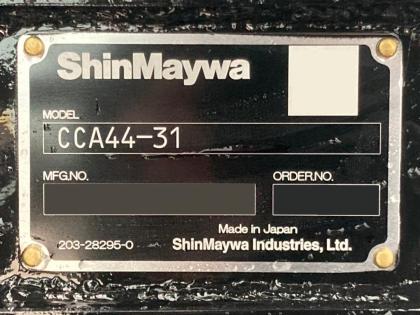 ShinMaywa
MODEL
CCA44-31
MFG.NO. ORDER.NO.
Made in Japan
203-28295-0 ShinMaywa Industries, Ltd.